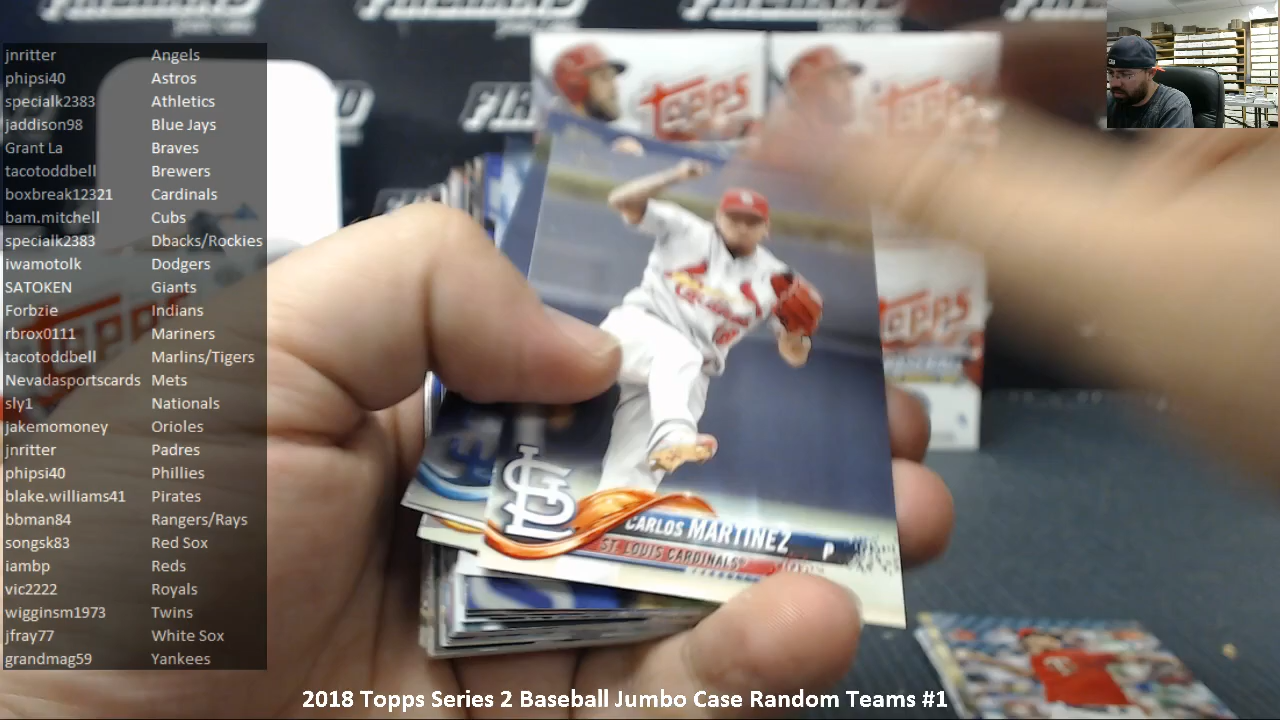 jnritter Angels
phipsi40 Astros
specialk2383 Athletics
jaddison98 Blue Jays
Grant La Braves
tacotoddbell Brewers
boxbreak12321 Cardinals
bam.mitchell Cubs
specialk2383 Dbacks/Rockies
iwamotolk Dodgers
SATOKEN Giants
Forbzie Indians
rbrox0111 Mariners
tacotoddbell Marlins/Tigers
Nevadasportscards Mets
sly1 Nationals
jakemomoney Orioles
jnritter Padres
phipsi40 Phillies
blake.williams41 Pirates
bbman84 Rangers/Rays
songsk83 Red Sox
iambp Reds
vic2222 Royals
wigginsm1973 Twins
jfray77 White Sox
grandmag59 Yankees
TOPPS
TOPPS
Cardinals
STL
CARLOS MARTINEZ P
ST. LOUIS CARDINALS
2018 Topps Series 2 Baseball Jumbo Case Random Teams #1